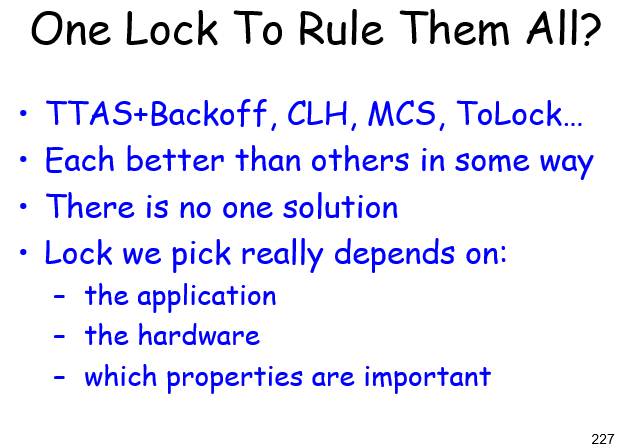 One Lock To Rule Them All?
• TTAS+Backoff, CLH, MCS, ToLock…
• Each better than others in some way
• There is no one solution
• Lock we pick really depends on:
– the application
– the hardware
– which properties are important
227